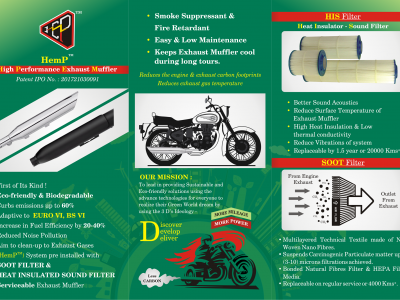 TM
HemP™
High Performance Exhaust Muffler
Patent IPO No. : 201721030091
First of Its Kind !
Eco-friendly & Biodegradable
Curbs emissions up to 60%
Adaptive to EURO VI, BS VI
Increase in Fuel Efficiency by 20-40%
Reduced Noise Pollution
Aim to clean-up to Exhaust Gases
HemP™) System pre installed with
SOOT FILTER &
HEAT INSULATED SOUND FILTER
Serviceable Exhaust Muffler
• Smoke Suppressant &
Fire Retardant
• Easy & Low Maintenance
• Keeps Exhaust Muffler cool
during long tours.
Reduces the engine & exhaust carbon footprints
Reduces exhaust gas temperature
OUR MISSION :
To lead in providing Sustainable and
Eco-friendly solutions using the
advance technologies for everyone to
realize their Green World dream by
using the 3 D's Ideology.
Discover
Develop
Deliver
MORE MILEAGE
MORE POWER
Less
CARBON
HIS Filter
Heat Insulator - Sound Filter
• Better Sound Acoustics
• Reduce Surface Temperature of
Exhaust Muffler
• High Heat Insulation & Low
thermal conductivity
• Reduce Vibrations of system
• Replaceable by 1.5 year or 20000 Kms*
SOOT Filter
From Engine
Exhaust
Outlet
From
Exhaust
• Multilayered Technical Textile made of Non
Woven Nano Fibres.
• Suspends Carcinogenic Particulate matter up to
(3-10) microns filtrations achieved.
• Bonded Natural Fibres Filter & HEPA Filter
Media.
• Replaceable on regular service or 4000 Kms*.